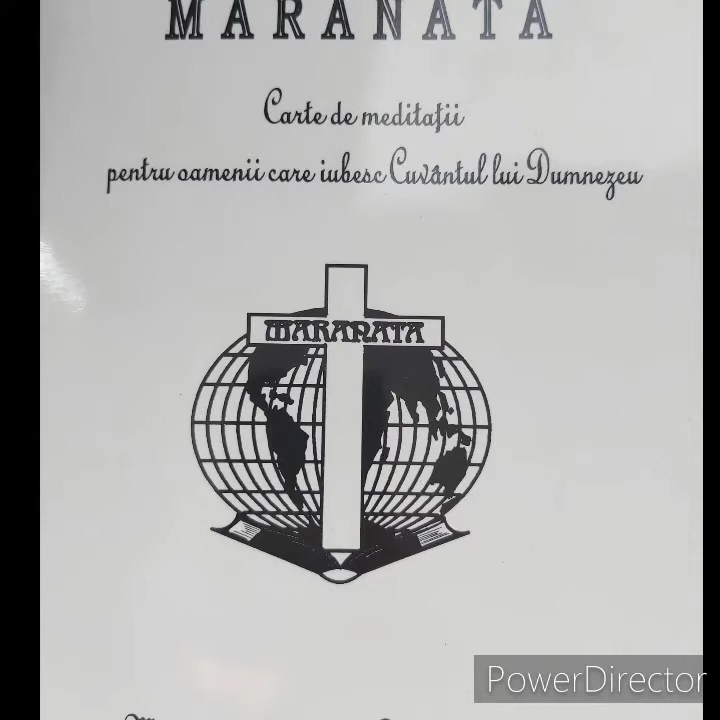 MARANATA
Carte de meditații
pentru oamenii care iubesc Cuvântul lui Dumnezeu
MARANATA
PowerDirector